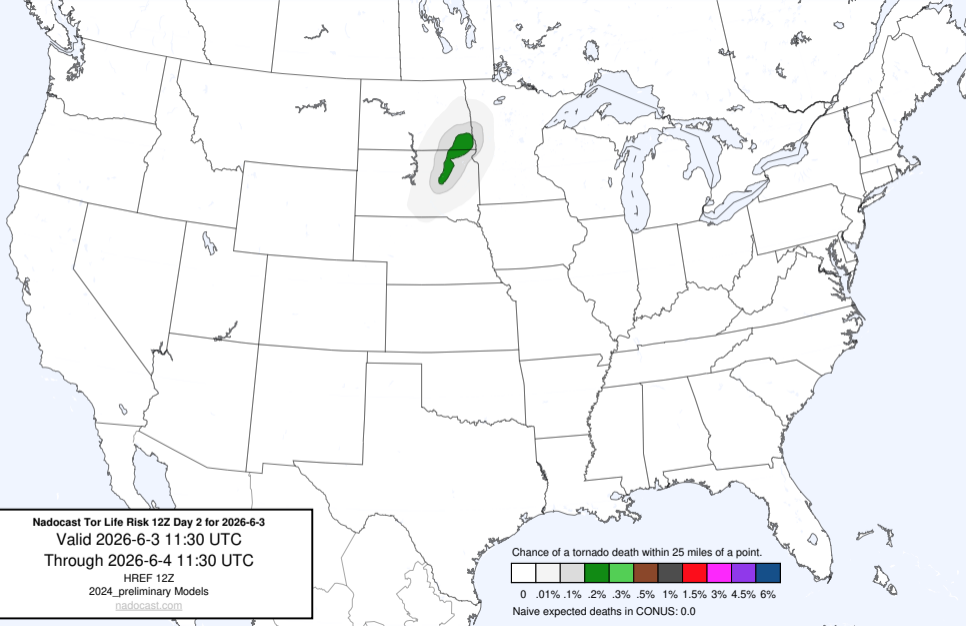 Nadocast Tor Life Risk 12Z Day 2 for 2026-6-3
Valid 2026-6-3 11:30 UTC
Through 2026-6-4 11:30 UTC
HREF 12Z
2024_preliminary Models
nadocast.com
Chance of a tornado death within 25 miles of a point.
0 .01% .1% .2% .3% .5% 1% 1.5% 3% 4.5% 6%
Naive expected deaths in CONUS: 0.0